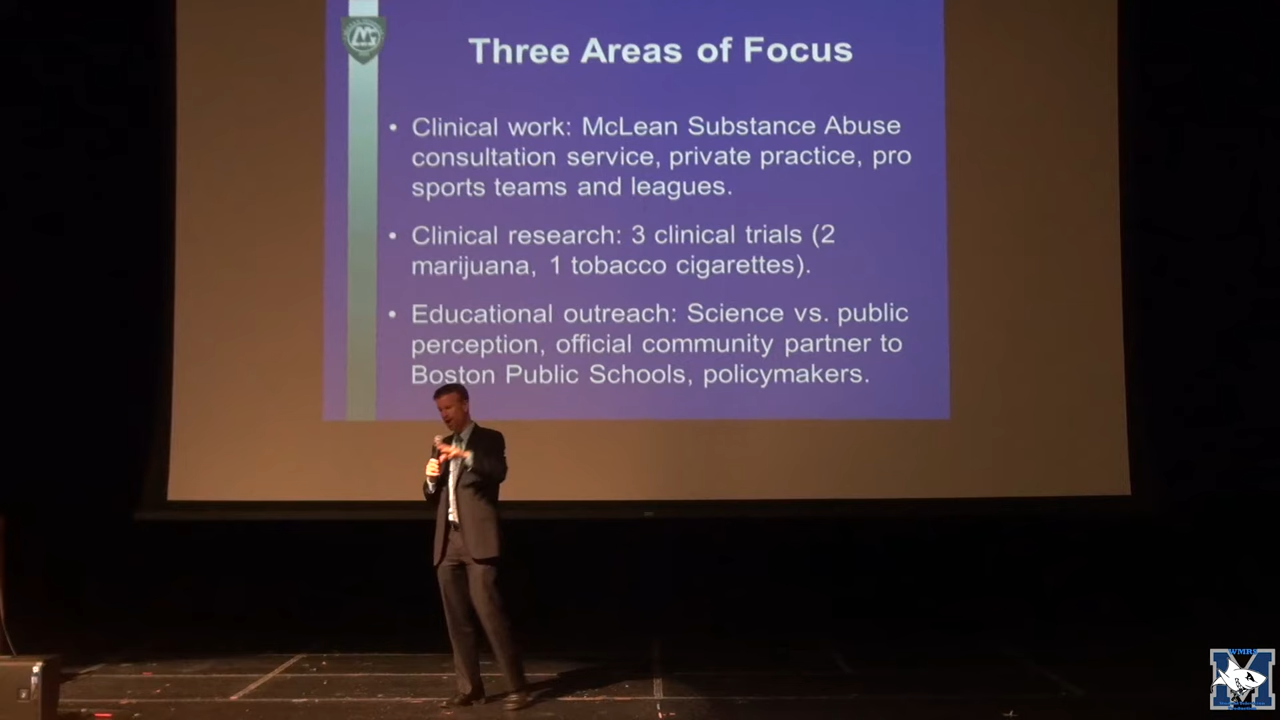 Three Areas of Focus
• Clinical work: McLean Substance Abuse
consultation service, private practice, pro
sports teams and leagues.
• Clinical research: 3 clinical trials (2
marijuana, 1 tobacco cigarettes).
• Educational outreach: Science vs. public
perception, official community partner to
Boston Public Schools, policymakers.
WMRS
M